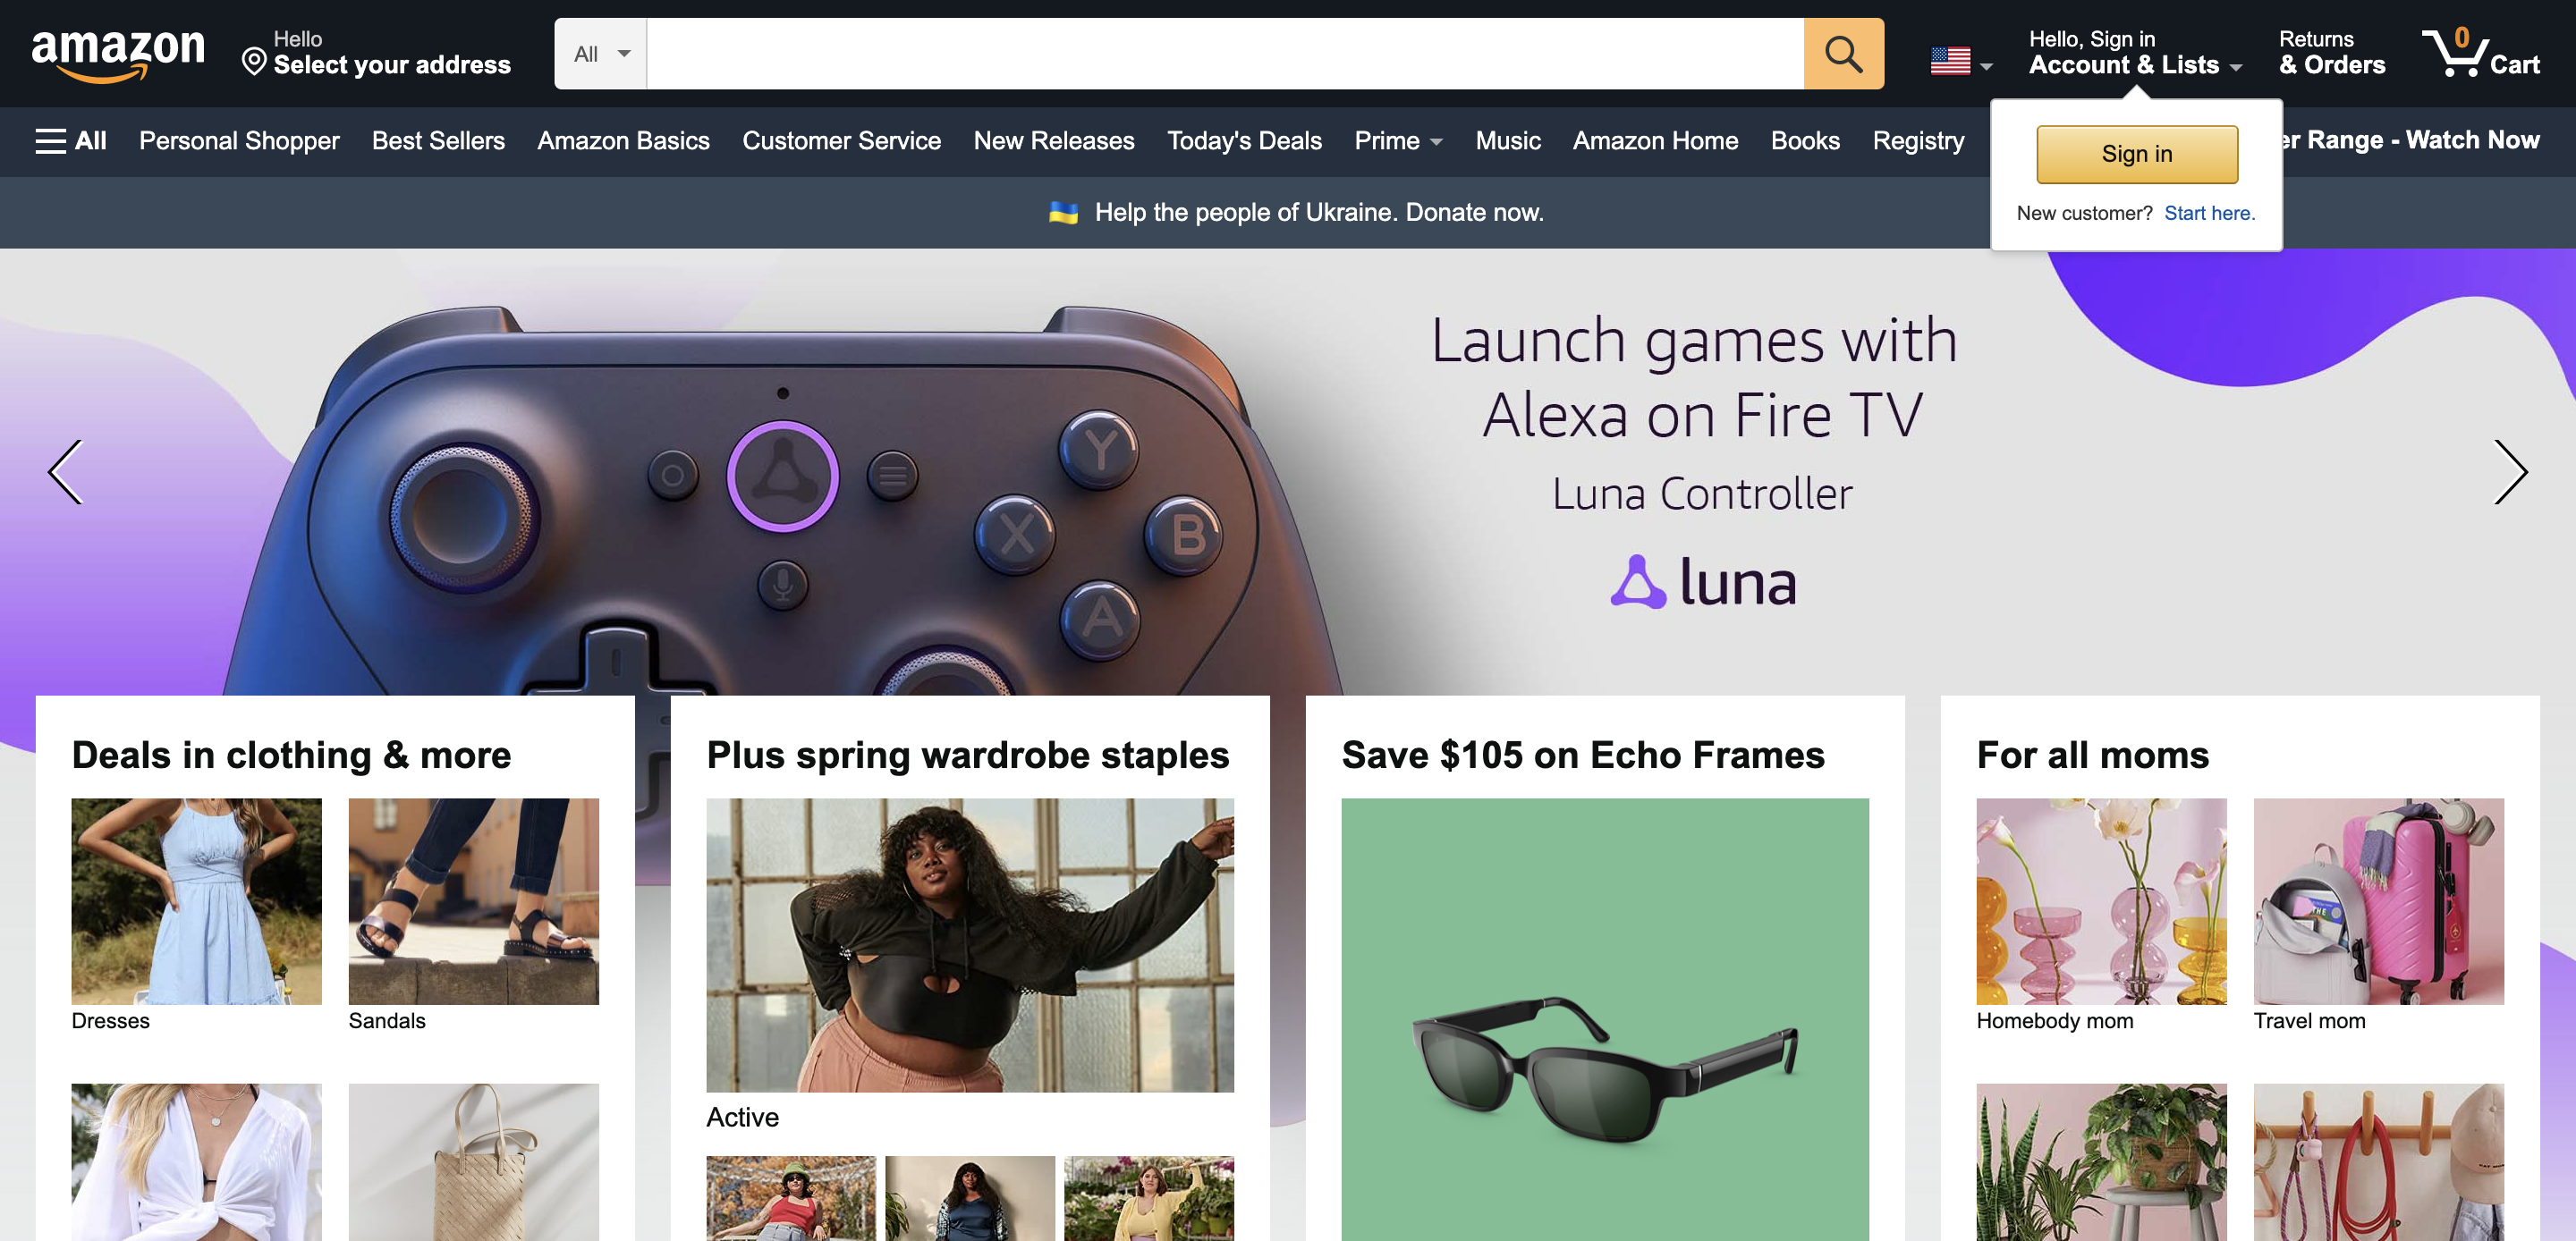 amazon
Hello
Select your address
All
Hello, Sign in
Account & Lists
Returns
& Orders
0
Cart
All
Personal Shopper
Best Sellers
Amazon Basics
Customer Service
New Releases
Today's Deals
Prime
Music
Amazon Home
Books
Registry
Range - Watch Now
Sign in
New customer? Start here.
Help the people of Ukraine. Donate now.
Launch games with
Alexa on Fire TV
Luna Controller
luna
Y
X
B
A
Deals in clothing & more
Plus spring wardrobe staples
Save $105 on Echo Frames
For all moms
Dresses
Sandals
Homebody mom
Travel mom
Active